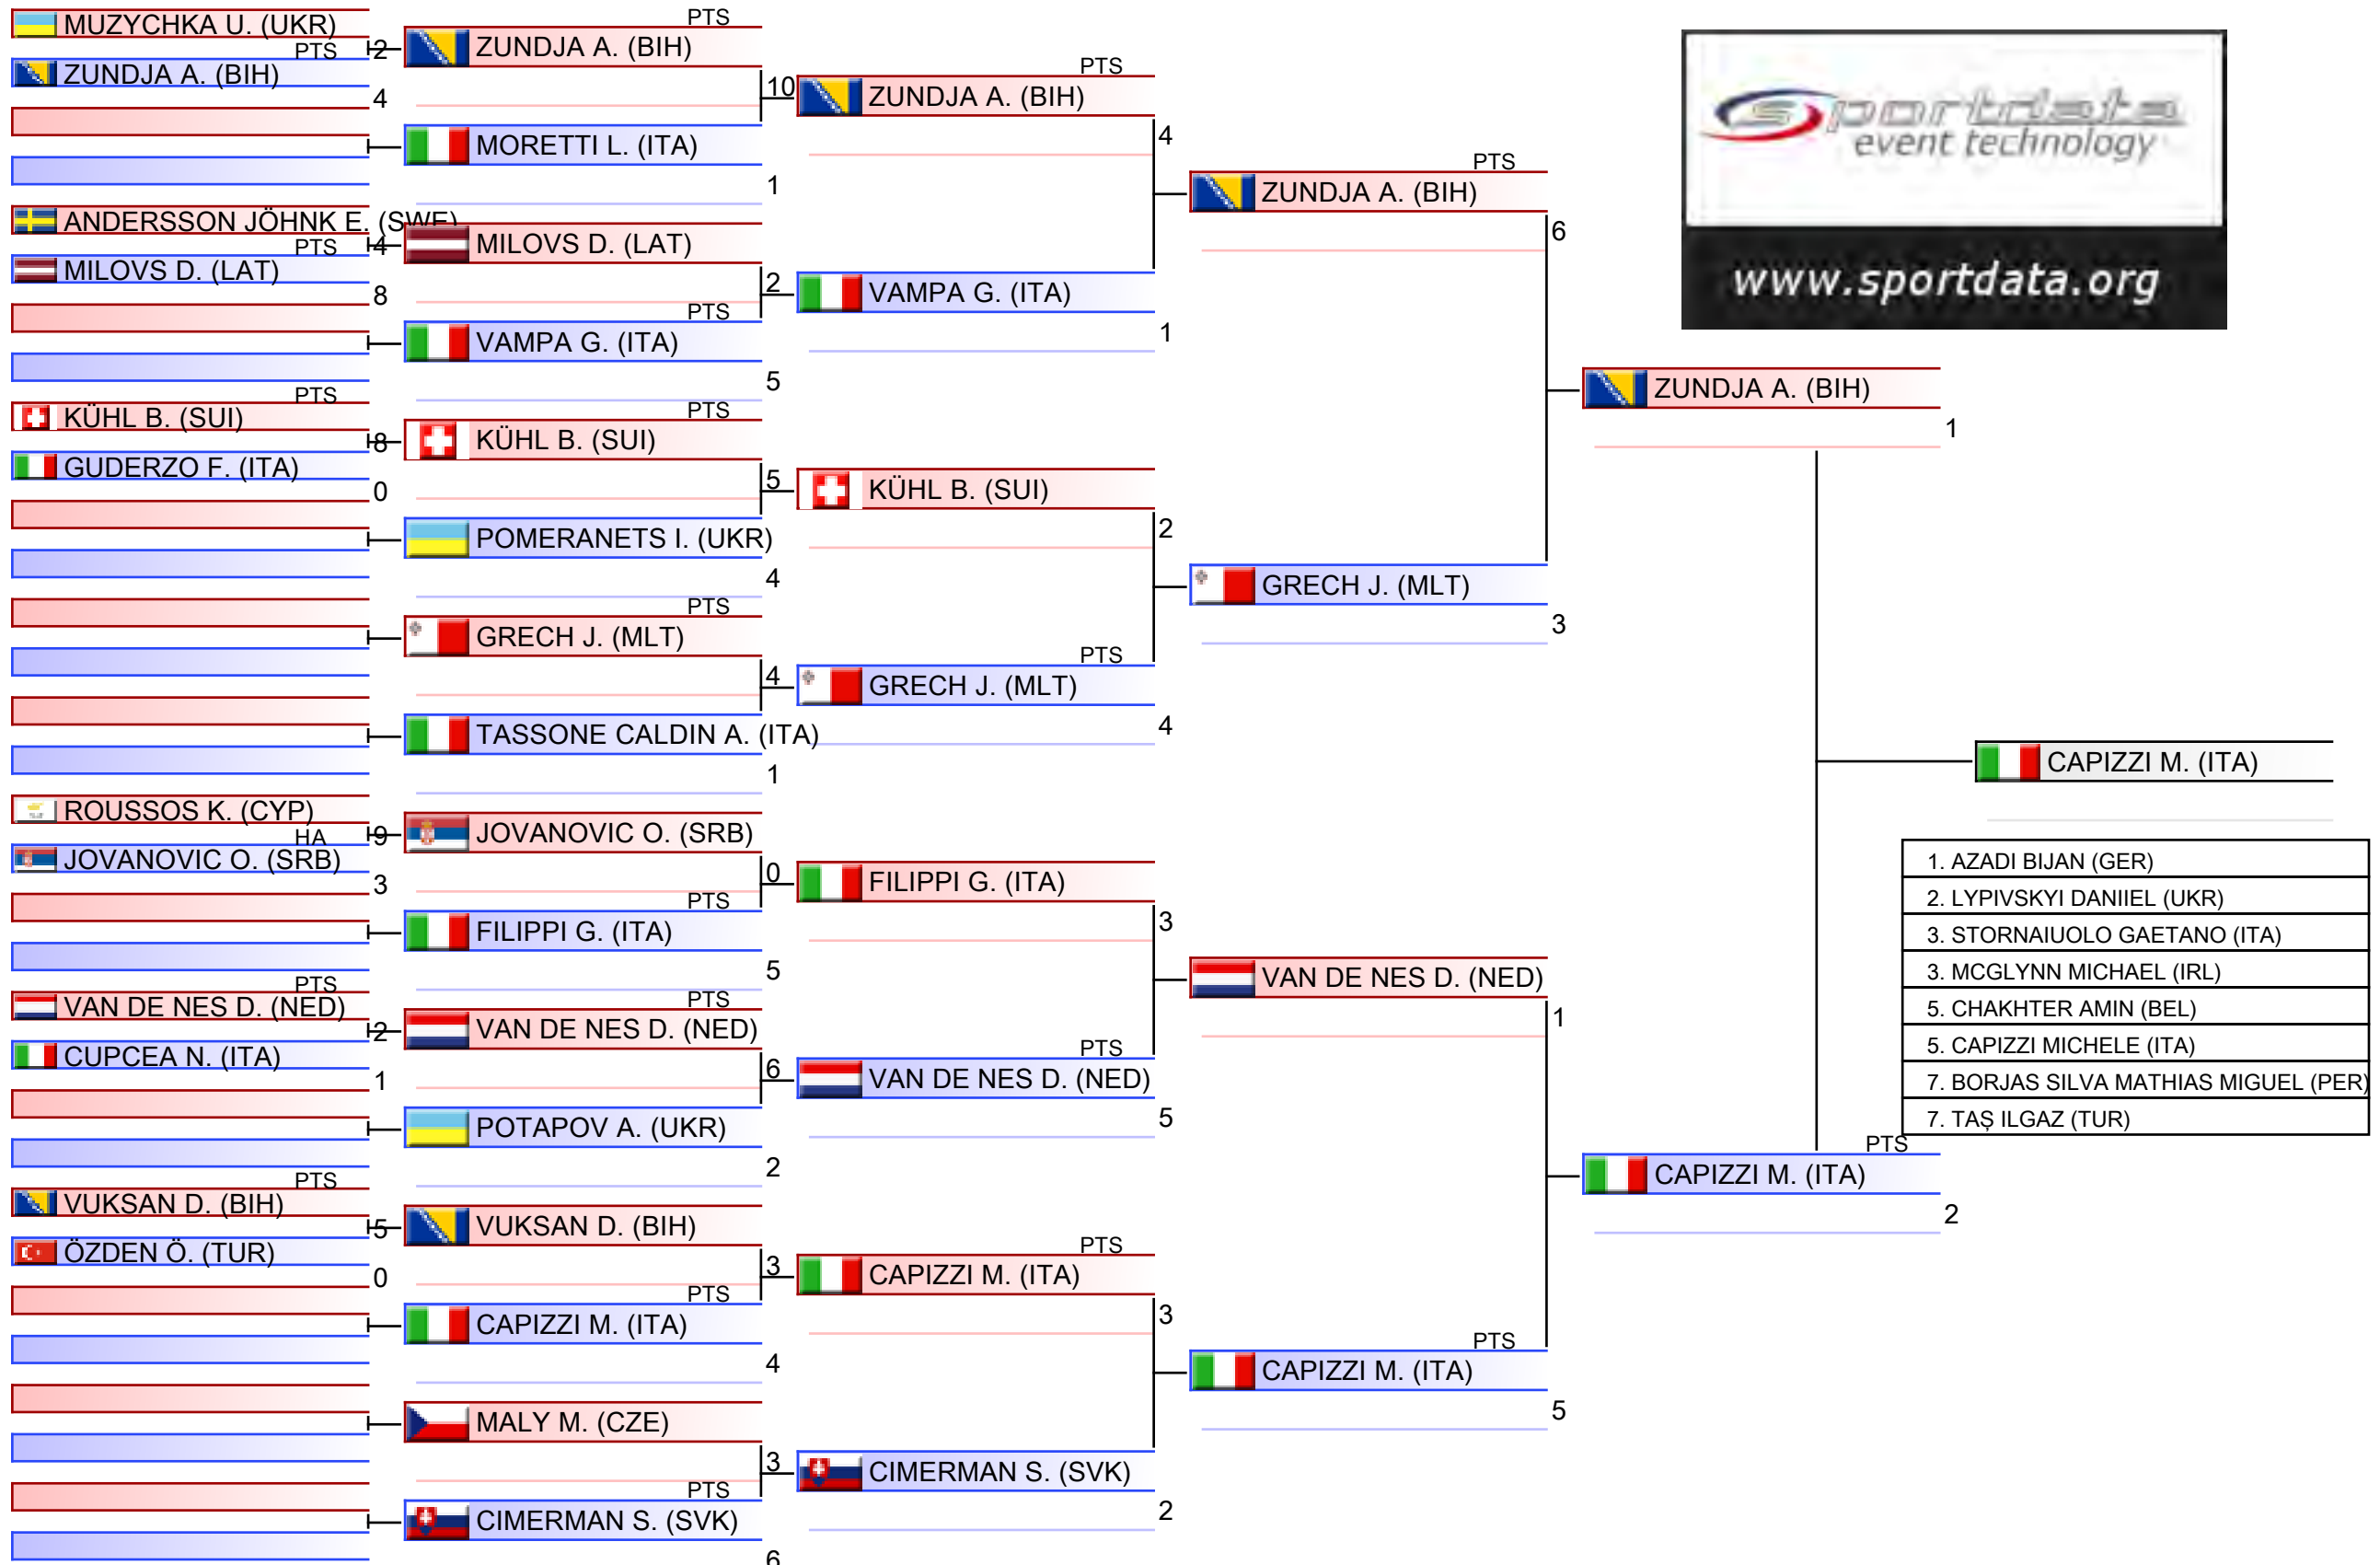 MUZYCHKA U. (UKR)
PTS
2
ZUNDJA A. (BIH)
4
ANDERSSON JÖHNK E. (SWE)
PTS
4
MILOVS D. (LAT)
8
PTS
KÜHL B. (SUI)
8
GUDERZO F. (ITA)
0
ROUSSOS K. (CYP)
HA
9
JOVANOVIC O. (SRB)
3
PTS
VAN DE NES D. (NED)
2
CUPCEA N. (ITA)
1
PTS
VUKSAN D. (BIH)
5
ÖZDEN Ö. (TUR)
0
PTS
ZUNDJA A. (BIH)
10
MORETTI L. (ITA)
1
MILOVS D. (LAT)
2
PTS
VAMPA G. (ITA)
5
PTS
KÜHL B. (SUI)
5
POMERANETS I. (UKR)
4
PTS
GRECH J. (MLT)
4
TASSONE CALDIN A. (ITA)
1
JOVANOVIC O. (SRB)
0
PTS
FILIPPI G. (ITA)
5
PTS
VAN DE NES D. (NED)
6
POTAPOV A. (UKR)
2
VUKSAN D. (BIH)
3
PTS
CAPIZZI M. (ITA)
4
MALY M. (CZE)
3
PTS
CIMERMAN S. (SVK)
6
PTS
ZUNDJA A. (BIH)
4
VAMPA G. (ITA)
1
KÜHL B. (SUI)
2
PTS
GRECH J. (MLT)
4
FILIPPI G. (ITA)
3
PTS
VAN DE NES D. (NED)
5
PTS
CAPIZZI M. (ITA)
3
CIMERMAN S. (SVK)
2
PTS
ZUNDJA A. (BIH)
6
GRECH J. (MLT)
3
VAN DE NES D. (NED)
1
PTS
CAPIZZI M. (ITA)
5
ZUNDJA A. (BIH)
1
PTS
CAPIZZI M. (ITA)
2
CAPIZZI M. (ITA)
sportdata
event technology
www.sportdata.org
1. AZADI BIJAN (GER)
2. LYPIVSKYI DANIIEL (UKR)
3. STORNAIUOLO GAETANO (ITA)
3. MCGLYNN MICHAEL (IRL)
5. CHAKHTER AMIN (BEL)
5. CAPIZZI MICHELE (ITA)
7. BORJAS SILVA MATHIAS MIGUEL (PER)
7. TAŞ ILGAZ (TUR)